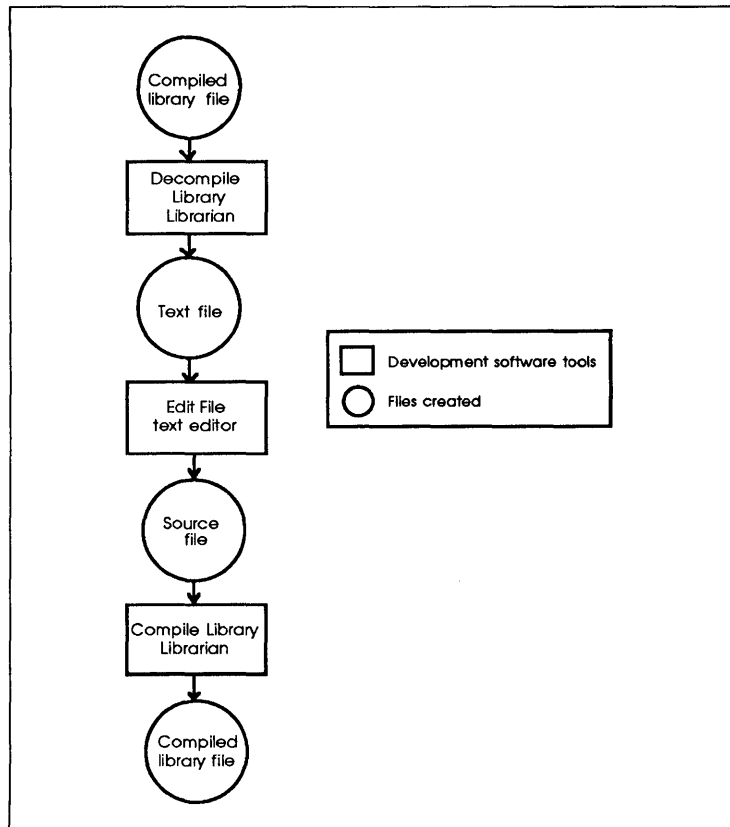 Compiled
library file
Decompile
Library
Librarian
Text file
Edit File
text editor
Source
file
Compile Library
Librarian
Compiled
library file
Development software tools
Files created